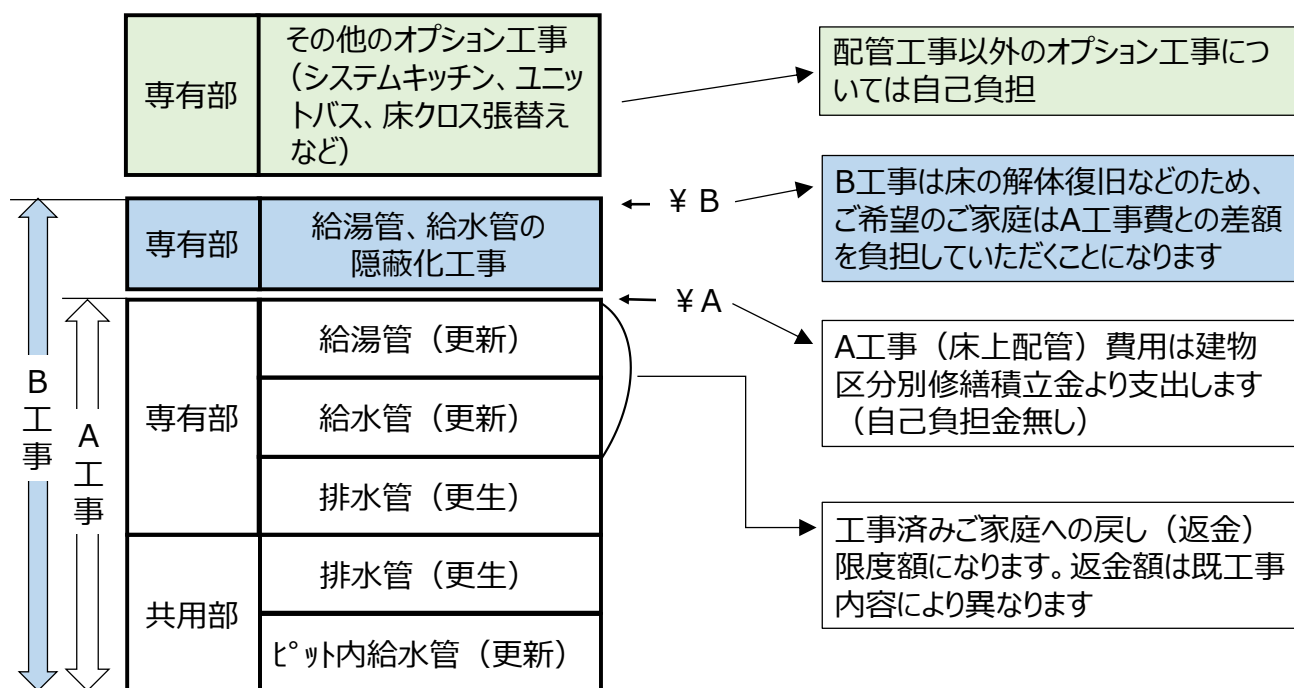 専有部
その他のオプション工事
（システムキッチン、ユニッ
トバス、床クロス張替え
など）
配管工事以外のオプション工事につ
いては自己負担
専有部
給湯管、給水管の
隠蔽化工事
￥B
B工事は床の解体復旧などのため、
ご希望のご家庭はA工事費との差額
を負担していただくことになります
￥A
A工事（床上配管）費用は建物
区分別修繕積立金より支出します
（自己負担金無し）
B工事
A工事
専有部
給湯管（更新）
給水管（更新）
排水管（更生）
工事済みご家庭への戻し（返金）
限度額になります。返金額は既工事
内容により異なります
共用部
排水管（更生）
ﾋﾟｯﾄ内給水管（更新）